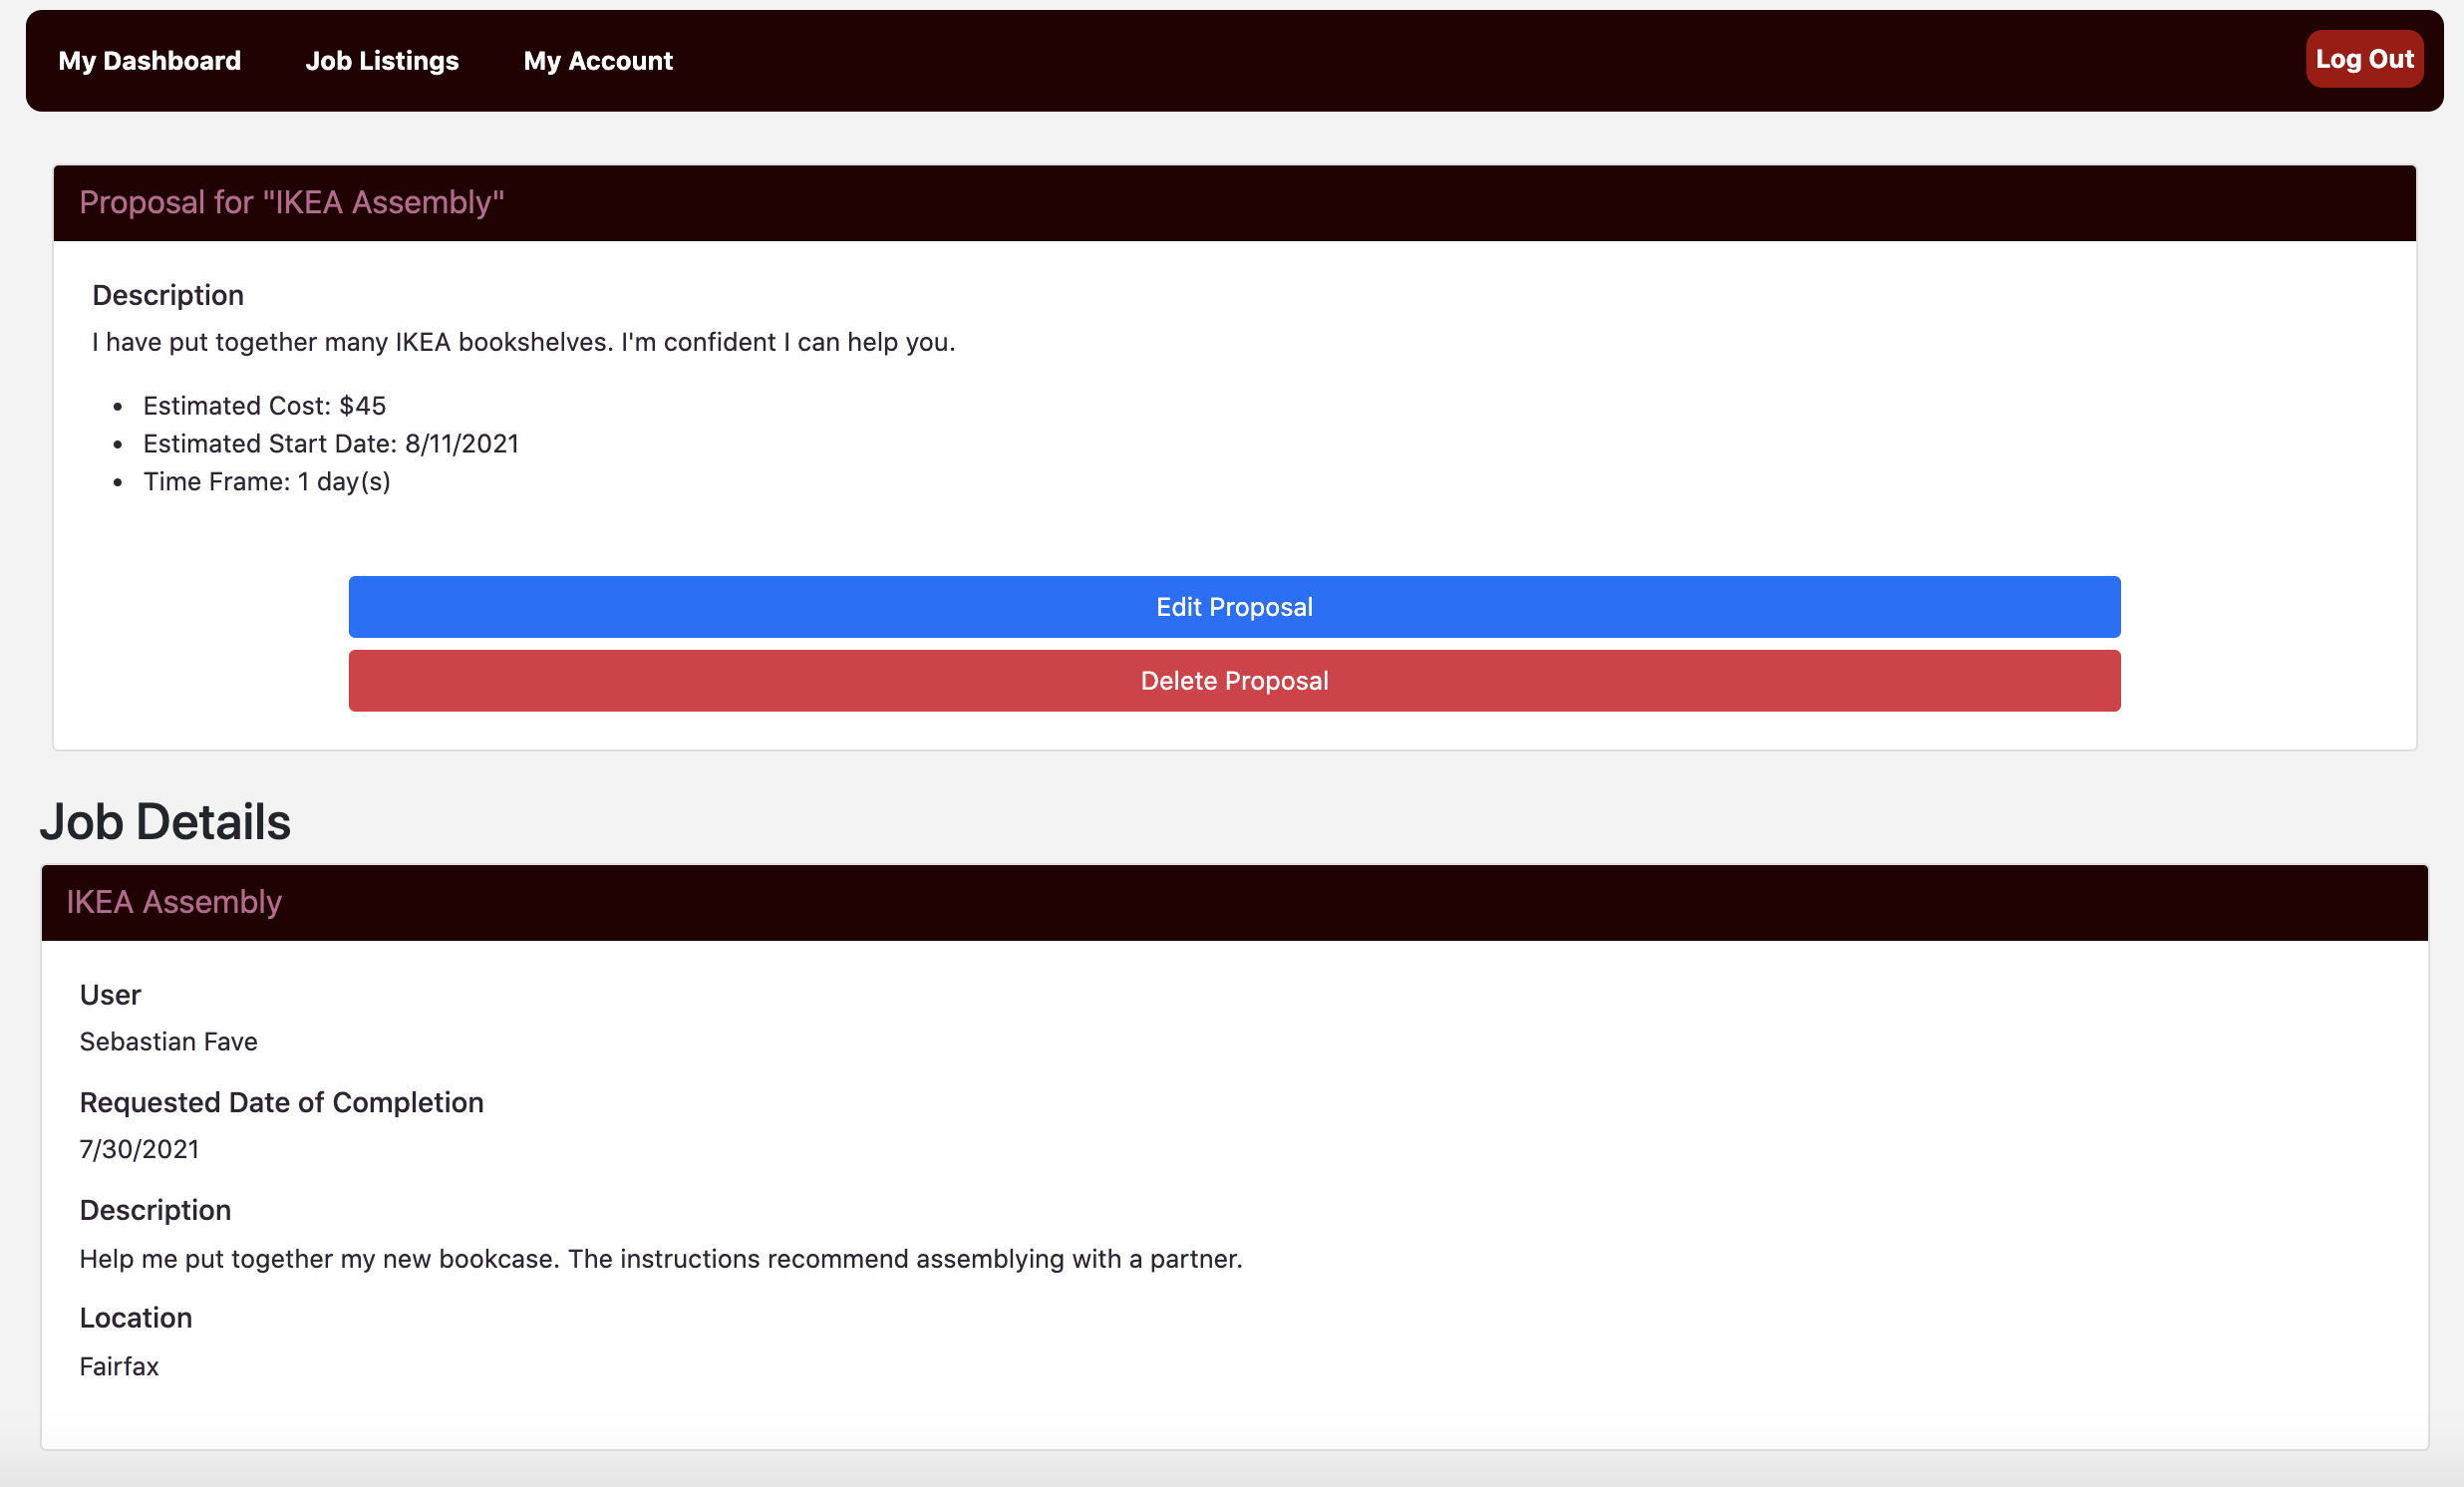 My Dashboard Job Listings My Account Log Out
Proposal for "IKEA Assembly"
Description
I have put together many IKEA bookshelves. I'm confident I can help you.
• Estimated Cost: $45
• Estimated Start Date: 8/11/2021
• Time Frame: 1 day(s)
Edit Proposal
Delete Proposal
Job Details
IKEA Assembly
User
Sebastian Fave
Requested Date of Completion
7/30/2021
Description
Help me put together my new bookcase. The instructions recommend assemblying with a partner.
Location
Fairfax